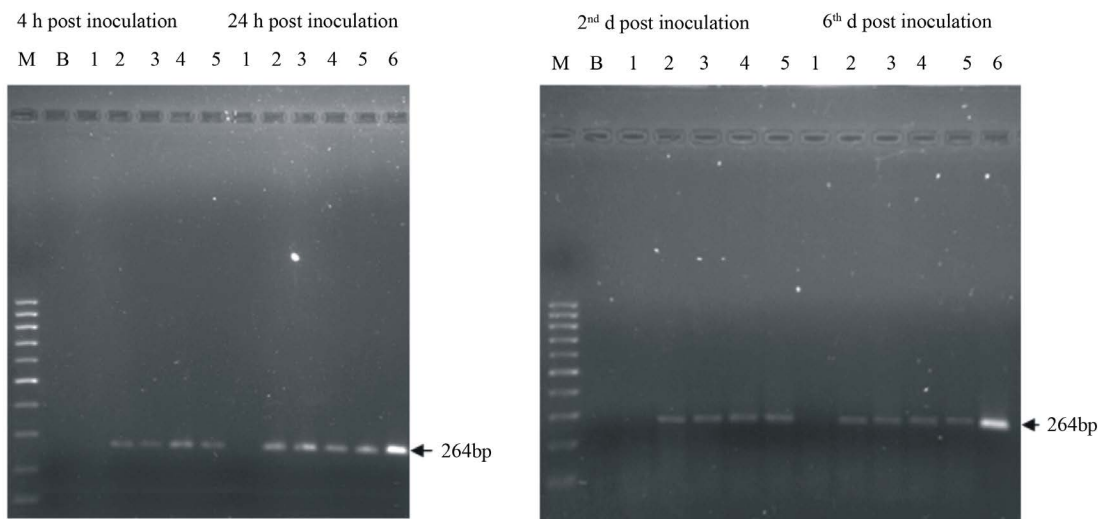 4 h post inoculation 24 h post inoculation
M B 1 2 3 4 5 1 2 3 4 5 6
264bp
2nd d post inoculation 6th d post inoculation
M B 1 2 3 4 5 1 2 3 4 5 6
264bp